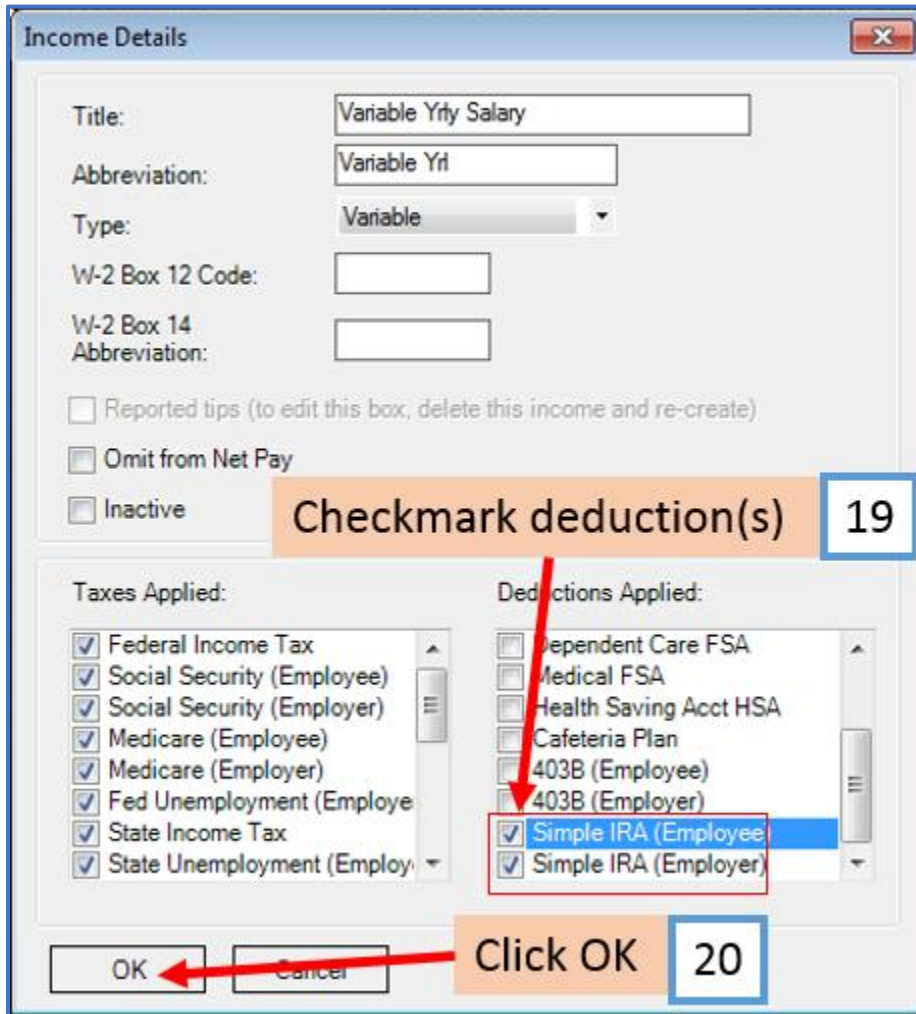 Income Details
Title:
Variable Yrly Salary
Abbreviation:
Variable Yrl
Type:
Variable
W-2 Box 12 Code:
W-2 Box 14
Abbreviation:
Reported tips (to edit this box, delete this income and re-create)
Omit from Net Pay
Inactive
Checkmark deduction(s)
19
Taxes Applied:
Federal Income Tax
Social Security (Employee)
Social Security (Employer)
Medicare (Employee)
Medicare (Employer)
Fed Unemployment (Employe
State Income Tax
State Unemployment (Employ
Deductions Applied:
Dependent Care FSA
Medical FSA
Health Saving Acct HSA
Cafeteria Plan
403B (Employee)
403B (Employer)
Simple IRA (Employee)
Simple IRA (Employer)
OK
Cancel
Click OK
20